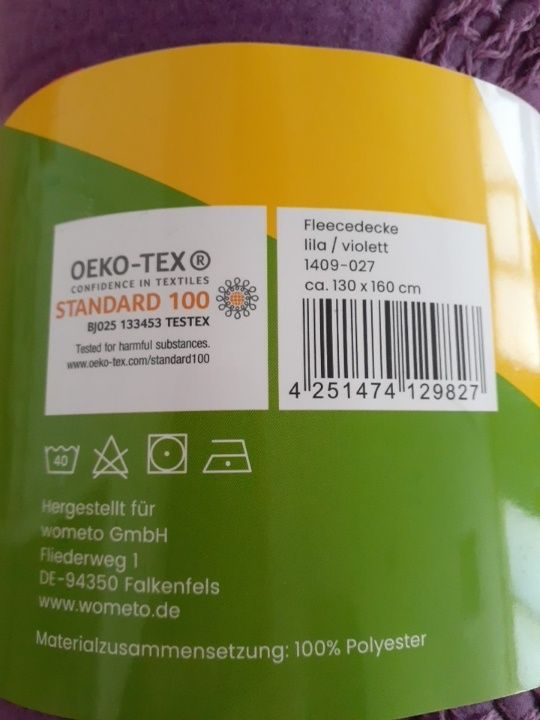 OEKO-TEX®
CONFIDENCE IN TEXTILES
STANDARD 100
BJ025 133453 TESTEX
Tested for harmful substances.
www.oeko-tex.com/standard100
Fleecedecke
lila / violett
1409-027
ca. 130 x 160 cm
4 251474 129827
40
Hergestellt für
wometo GmbH
Fliederweg 1
DE-94350 Falkenfels
www.wometo.de
Materialzusammensetzung: 100% Polyester